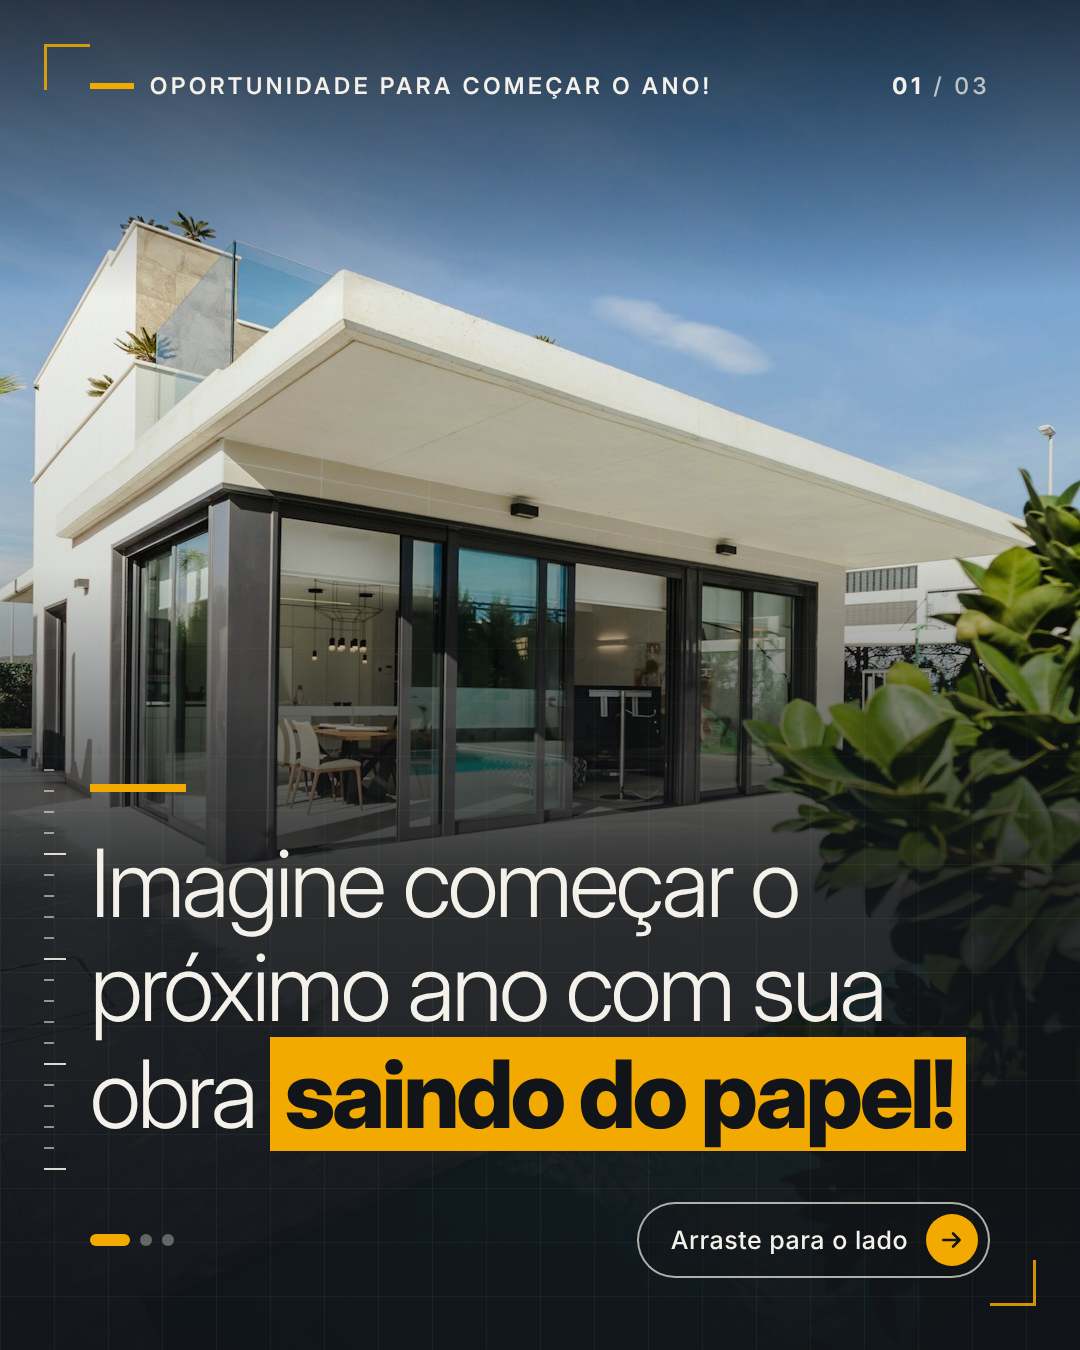 OPORTUNIDADE PARA COMEÇAR O ANO!
01 / 03
Imagine começar o
próximo ano com sua
obra saindo do papel!
Arraste para o lado